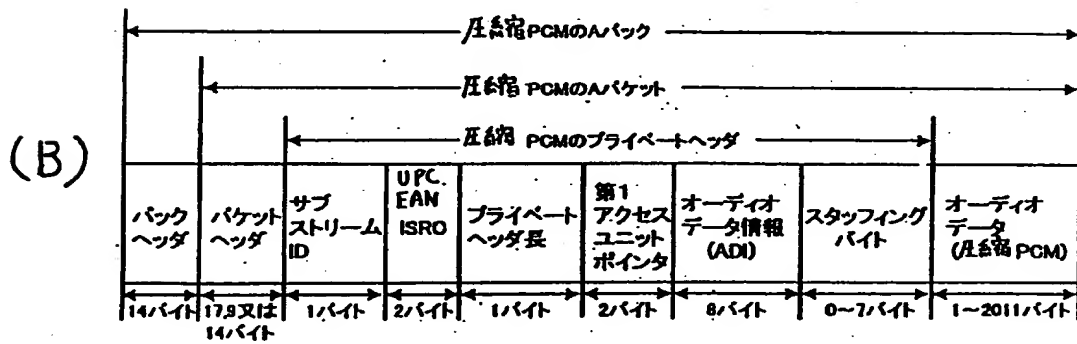 圧縮PCMのAパック
圧縮PCMのAパケット
圧縮PCMのプライベートヘッダ
(B)
パック
ヘッダ
パケット
ヘッダ
サブ
ストリーム
ID
UPC.
EAN
ISRO
プライベート
ヘッダ長
第1
アクセス
ユニット
ポインタ
オーディオ
データ情報
(ADI)
スタッフィング
バイト
オーディオ
データ
(圧縮PCM)
14バイト
17,9又は
14バイト
1バイト
2バイト
1バイト
2バイト
8バイト
0~7バイト
1~2011バイト